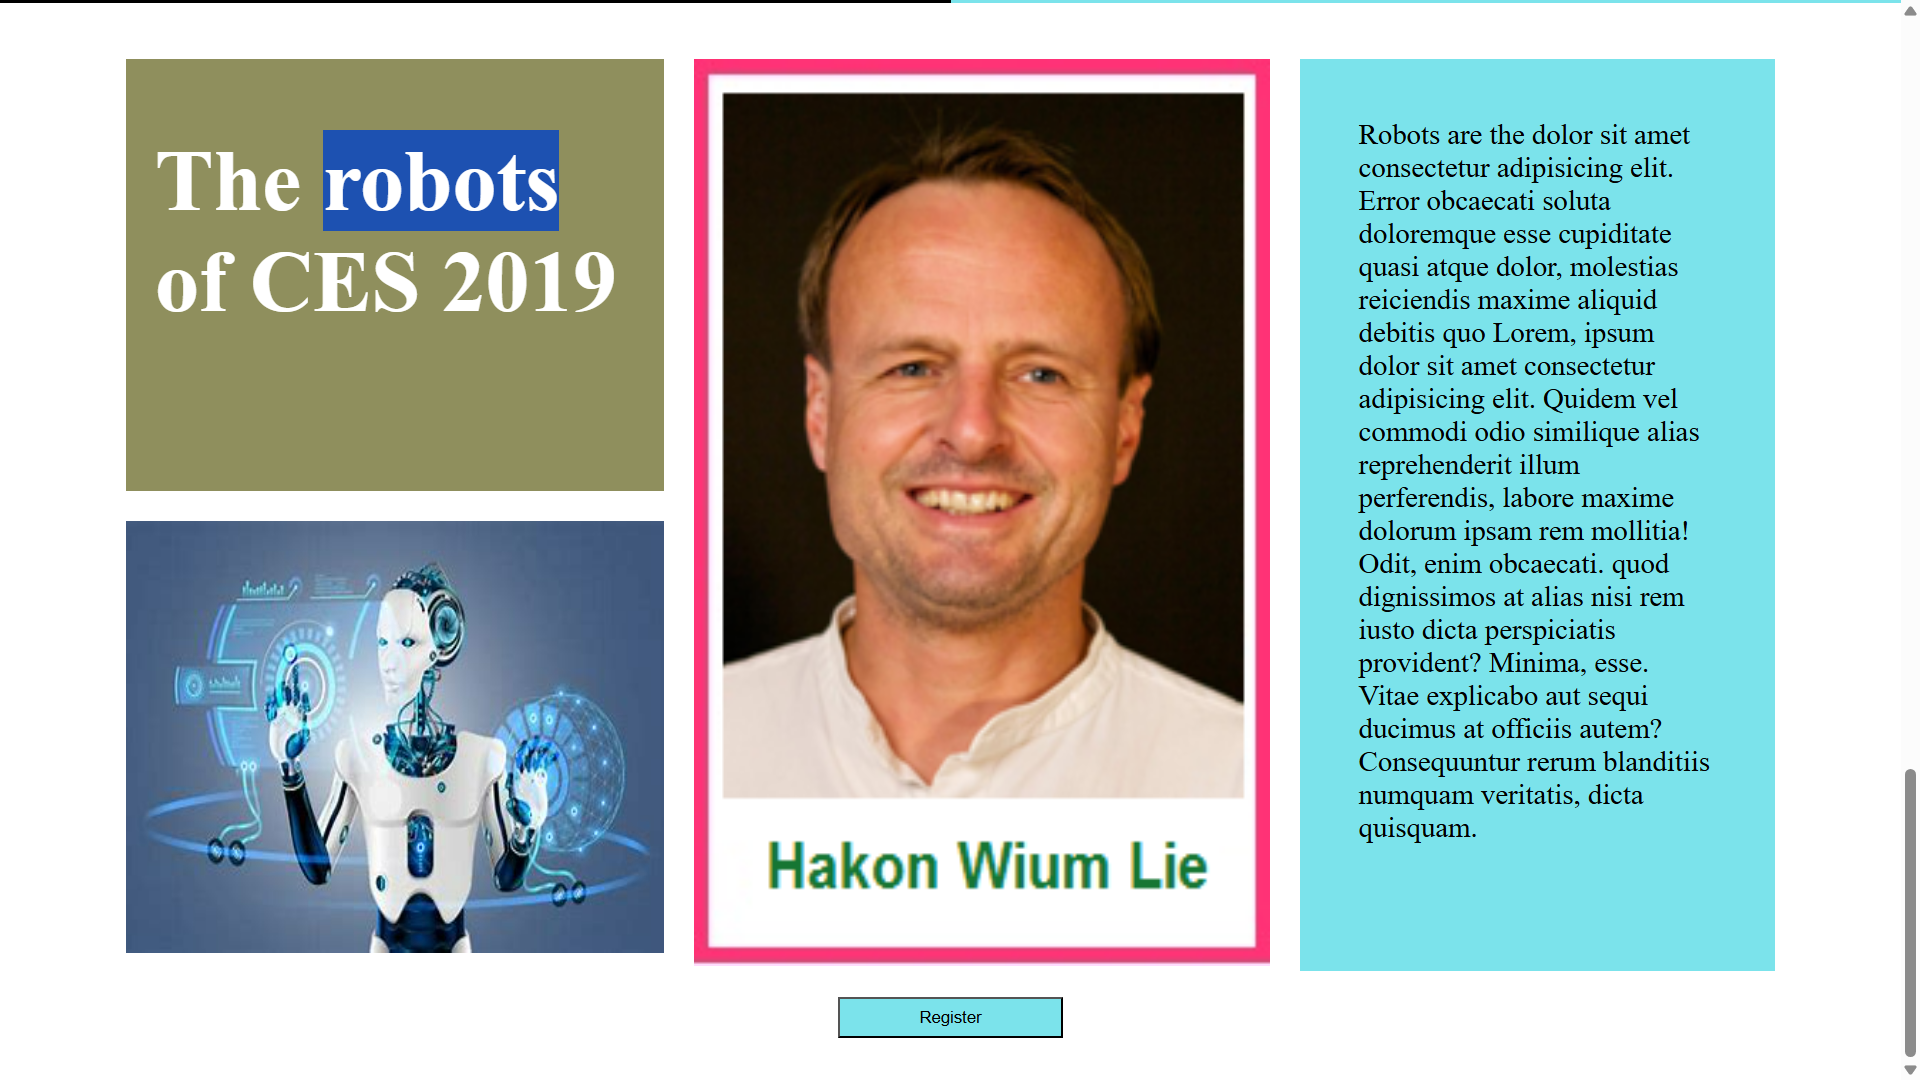 The robots
of CES 2019
Hakon Wium Lie
Robots are the dolor sit amet
consectetur adipisicing elit.
Error obcaecati soluta
doloremque esse cupiditate
quasi atque dolor, molestias
reiciendis maxime aliquid
debitis quo Lorem, ipsum
dolor sit amet consectetur
adipisicing elit. Quidem vel
commodi odio similique alias
reprehenderit illum
perferendis, labore maxime
dolorum ipsam rem mollitia!
Odit, enim obcaecati. quod
dignissimos at alias nisi rem
iusto dicta perspiciatis
provident? Minima, esse.
Vitae explicabo aut sequi
ducimus at officiis autem?
Consequuntur rerum blanditiis
numquam veritatis, dicta
quisquam.
Register